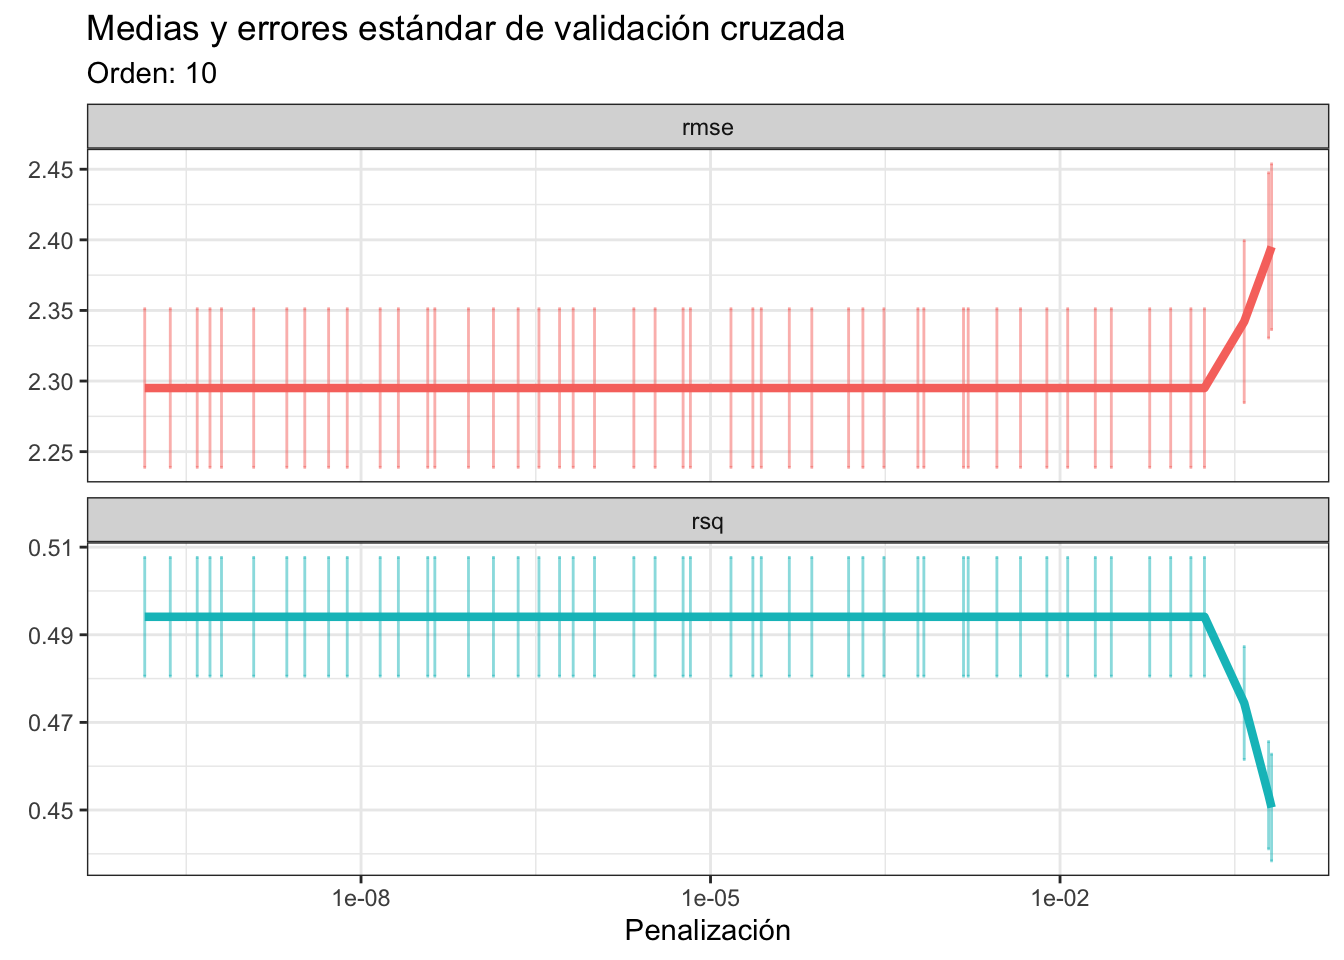 Medias y errores estándar de validación cruzada
Orden: 10
rmse
2.45
2.40
2.35
2.30
2.25
rsq
0.51
0.49
0.47
0.45
1e-08 1e-05 1e-02
Penalización